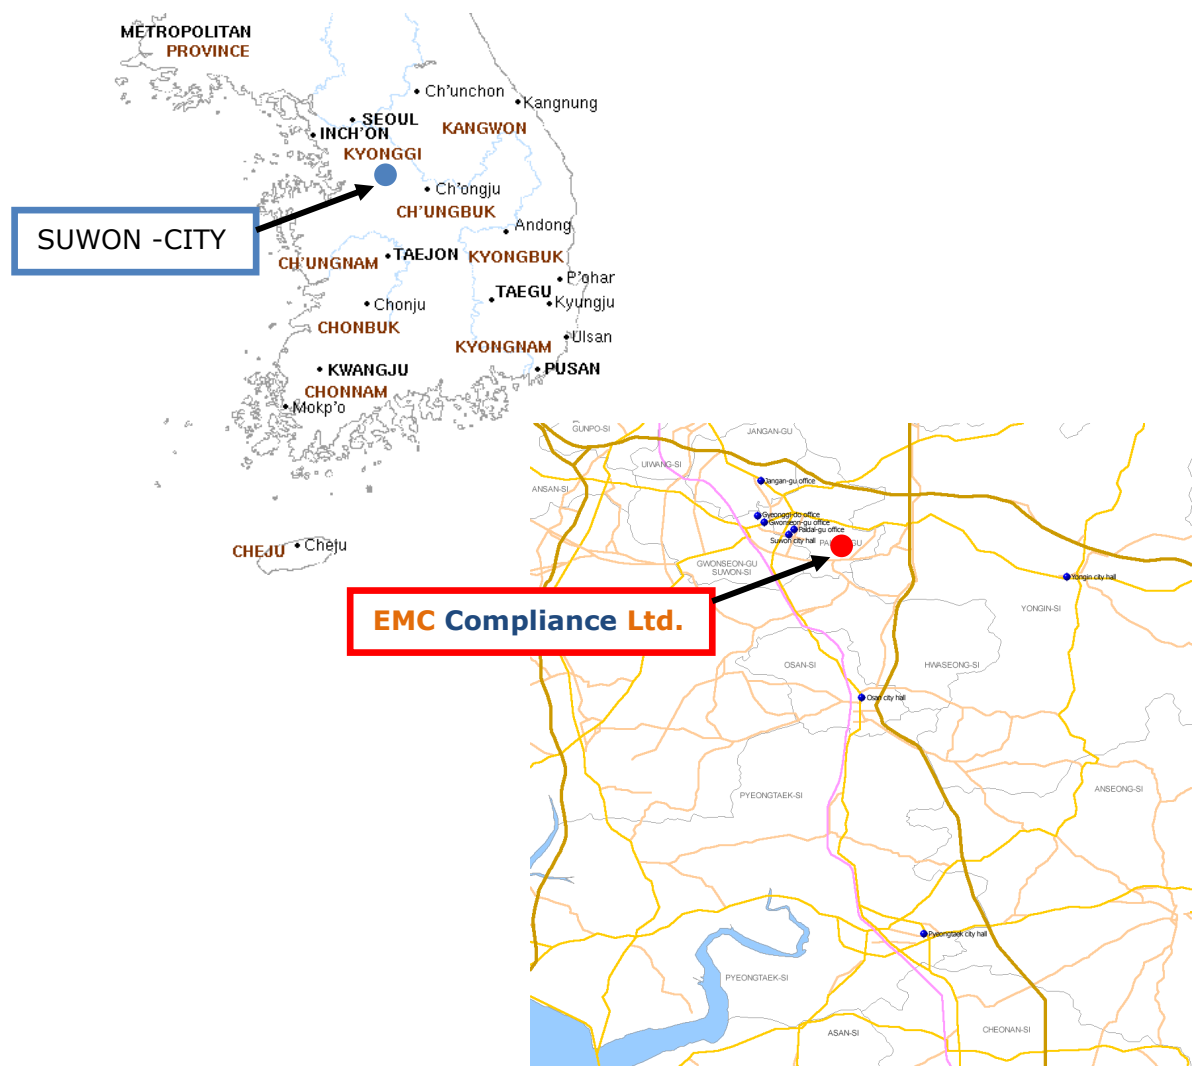 METROPOLITAN
PROVINCE
Ch'unchon
Kangnung
SEOUL
INCH'ON
KANGWON
KYONGGI
Ch'ongju
CH'UNGBUK
SUWON -CITY
Andong
TAEJON
KYONGBUK
CH'UNGNAM
P'ohar
TAEGU
Chonju
Kyungju
CHONBUK
Ulsan
KYONGNAM
KWANGJU
PUSAN
CHONNAM
Mokp'o
CHEJU
Cheju
GUNPO-SI
JANGAN-GU
UIWANG-SI
Jangan-gu office
ANSAN-SI
Gyeonggi-do office
Gwonseon-gu office
Paldal-gu office
Suwon city hall
GWONSEON-GU
SUWON-SI
Yongin city hall
YONGIN-SI
EMC Compliance Ltd.
OSAN-SI
HWASEONG-SI
Osan city hall
PYEONGTAEK-SI
ANSEONG-SI
Pyeongtaek city hall
PYEONGTAEK-SI
ASAN-SI
CHEONAN-SI